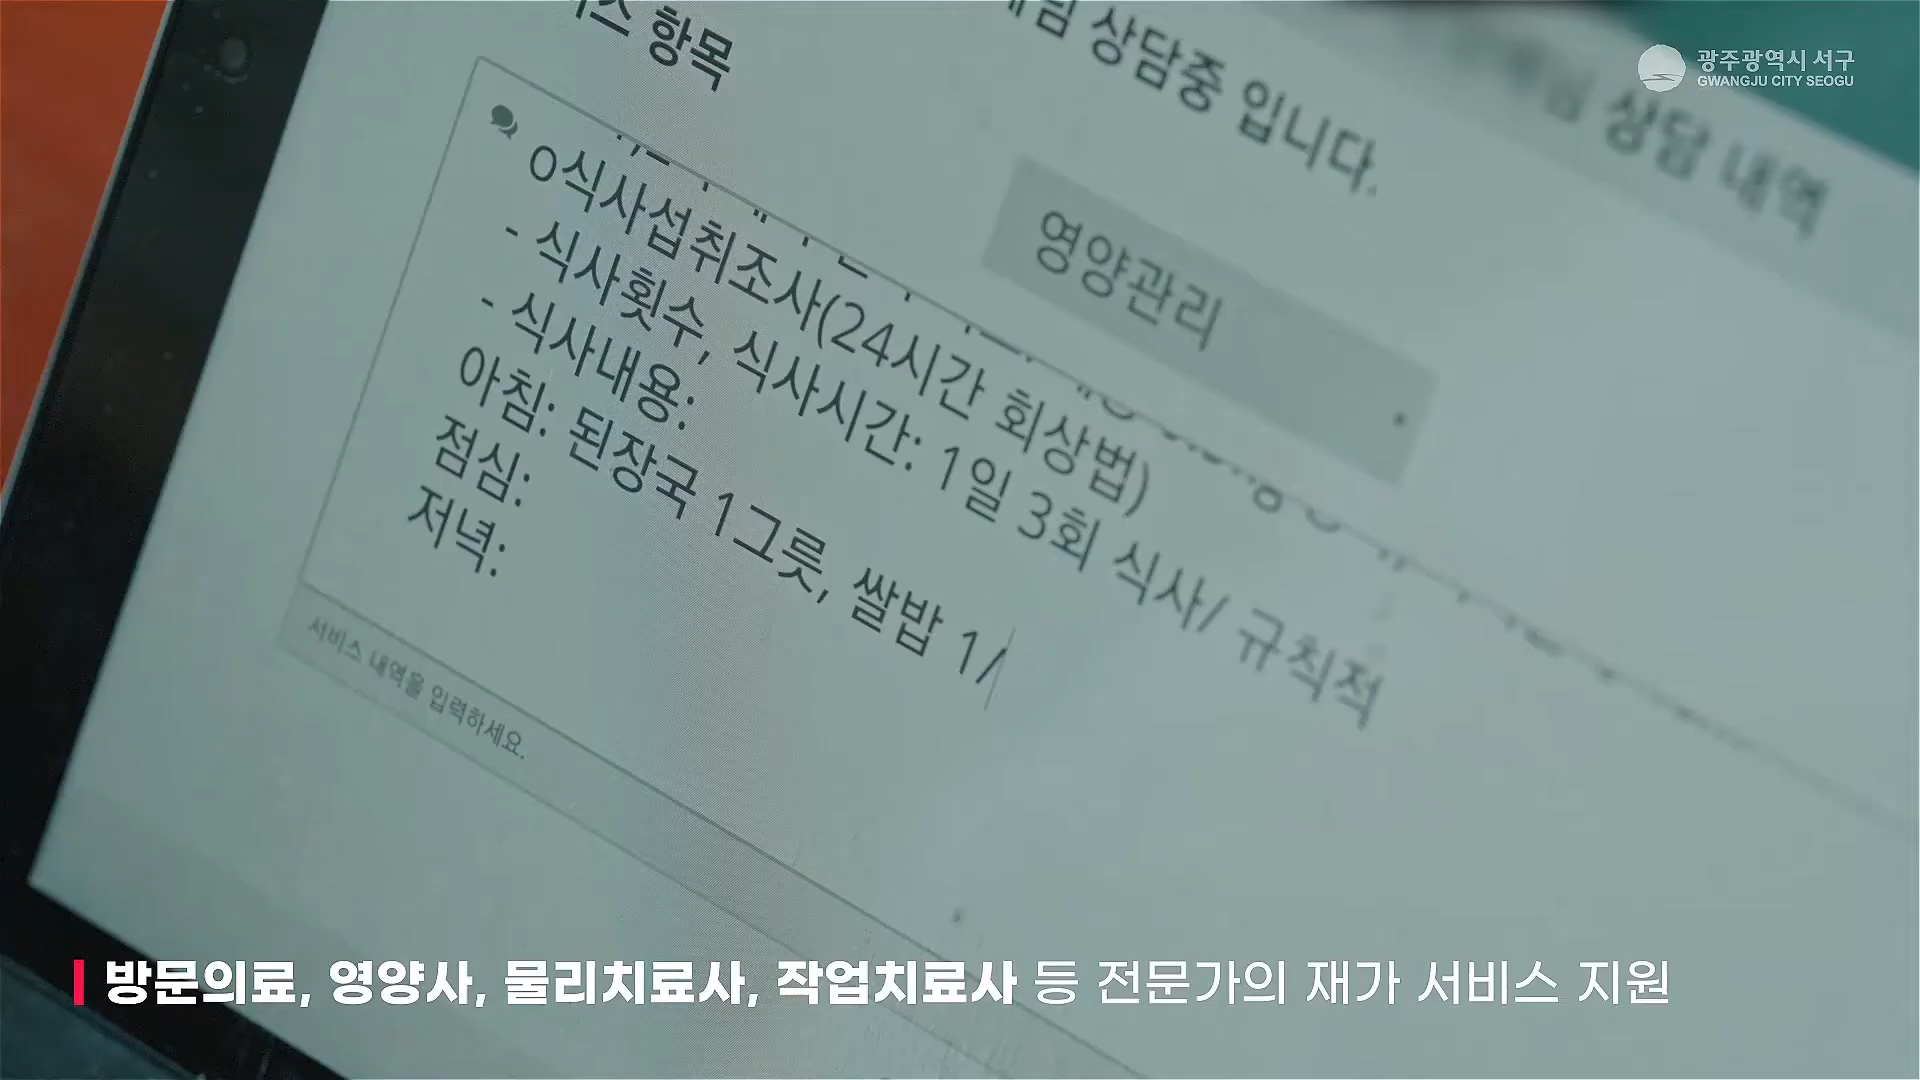 광주광역시 서구
GWANGJU CITY SEOGU
항목
상담중 입니다.
상담 내역
영양관리
o식사섭취조사(24시간 회상법)
- 식사횟수, 식사시간: 1일 3회 식사/ 규칙적
- 식사내용:
아침: 된장국 1그릇, 쌀밥 1/
점심:
저녁:
서비스 내역을 입력하세요.
방문의료, 영양사, 물리치료사, 작업치료사 등 전문가의 재가 서비스 지원